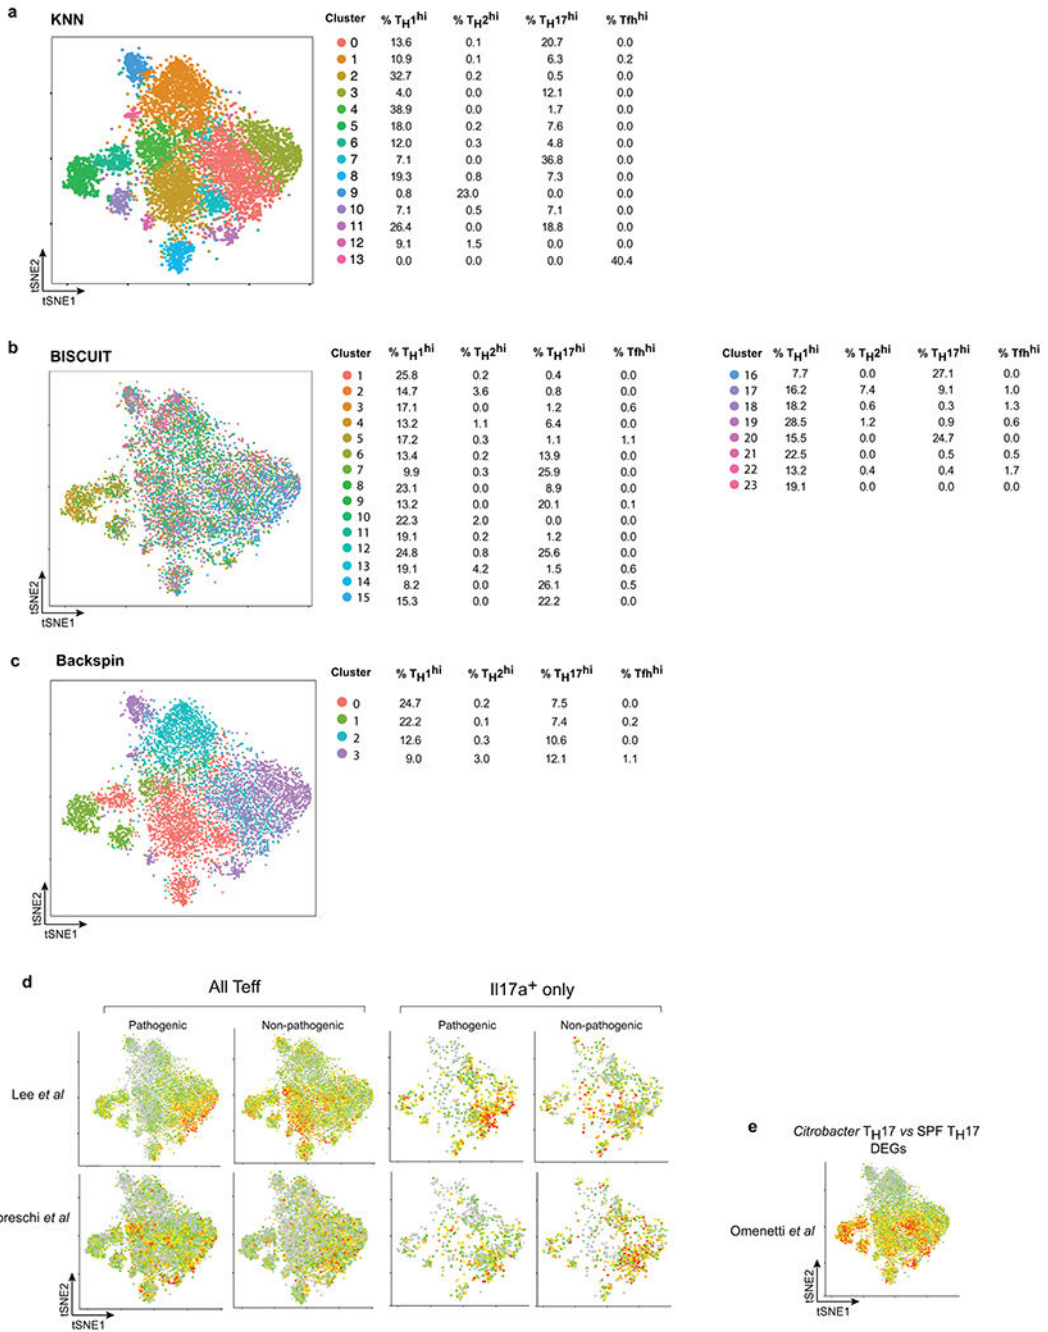 a
KNN
Cluster % TH1hi % TH2hi % TH17hi % Tfhhi
0 13.6 0.1 20.7 0.0
1 10.9 0.1 6.3 0.2
2 32.7 0.2 0.5 0.0
3 4.0 0.0 12.1 0.0
4 38.9 0.0 1.7 0.0
5 18.0 0.2 7.6 0.0
6 12.0 0.3 4.8 0.0
7 7.1 0.0 36.8 0.0
8 19.3 0.8 7.3 0.0
9 0.8 23.0 0.0 0.0
10 7.1 0.5 7.1 0.0
11 26.4 0.0 18.8 0.0
12 9.1 1.5 0.0 0.0
13 0.0 0.0 0.0 40.4
tSNE2
tSNE1
b
BISCUIT
Cluster % TH1hi % TH2hi % TH17hi % Tfhhi
1 25.8 0.2 0.4 0.0
2 14.7 3.6 0.8 0.0
3 17.1 0.0 1.2 0.6
4 13.2 1.1 6.4 0.0
5 17.2 0.3 1.1 1.1
6 13.4 0.2 13.9 0.0
7 9.9 0.3 25.9 0.0
8 23.1 0.0 8.9 0.0
9 13.2 0.0 20.1 0.1
10 22.3 2.0 0.0 0.0
11 19.1 0.2 1.2 0.0
12 24.8 0.8 25.6 0.0
13 19.1 4.2 1.5 0.6
14 8.2 0.0 26.1 0.5
15 15.3 0.0 22.2 0.0
Cluster % TH1hi % TH2hi % TH17hi % Tfhhi
16 7.7 0.0 27.1 0.0
17 16.2 7.4 9.1 1.0
18 18.2 0.6 0.3 1.3
19 28.5 1.2 0.9 0.6
20 15.5 0.0 24.7 0.0
21 22.5 0.0 0.5 0.5
22 13.2 0.4 0.4 1.7
23 19.1 0.0 0.0 0.0
tSNE2
tSNE1
c
Backspin
Cluster % TH1hi % TH2hi % TH17hi % Tfhhi
0 24.7 0.2 7.5 0.0
1 22.2 0.1 7.4 0.2
2 12.6 0.3 10.6 0.0
3 9.0 3.0 12.1 1.1
tSNE2
tSNE1
d
All Teff
Il17a+ only
Pathogenic
Non-pathogenic
Pathogenic
Non-pathogenic
Lee et al
oreschi et al
tSNE2
tSNE1
e
Citrobacter TH17 vs SPF TH17
DEGs
Omenetti et al
tSNE2
tSNE1